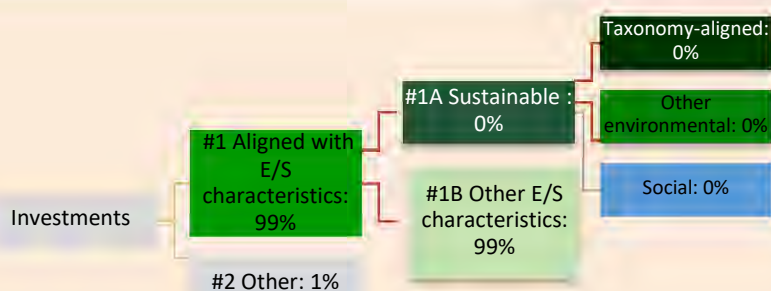 Investments
#1 Aligned with
E/S
characteristics:
99%
#2 Other: 1%
#1A Sustainable :
0%
#1B Other E/S
characteristics:
99%
Taxonomy-aligned:
0%
Other
environmental: 0%
Social: 0%